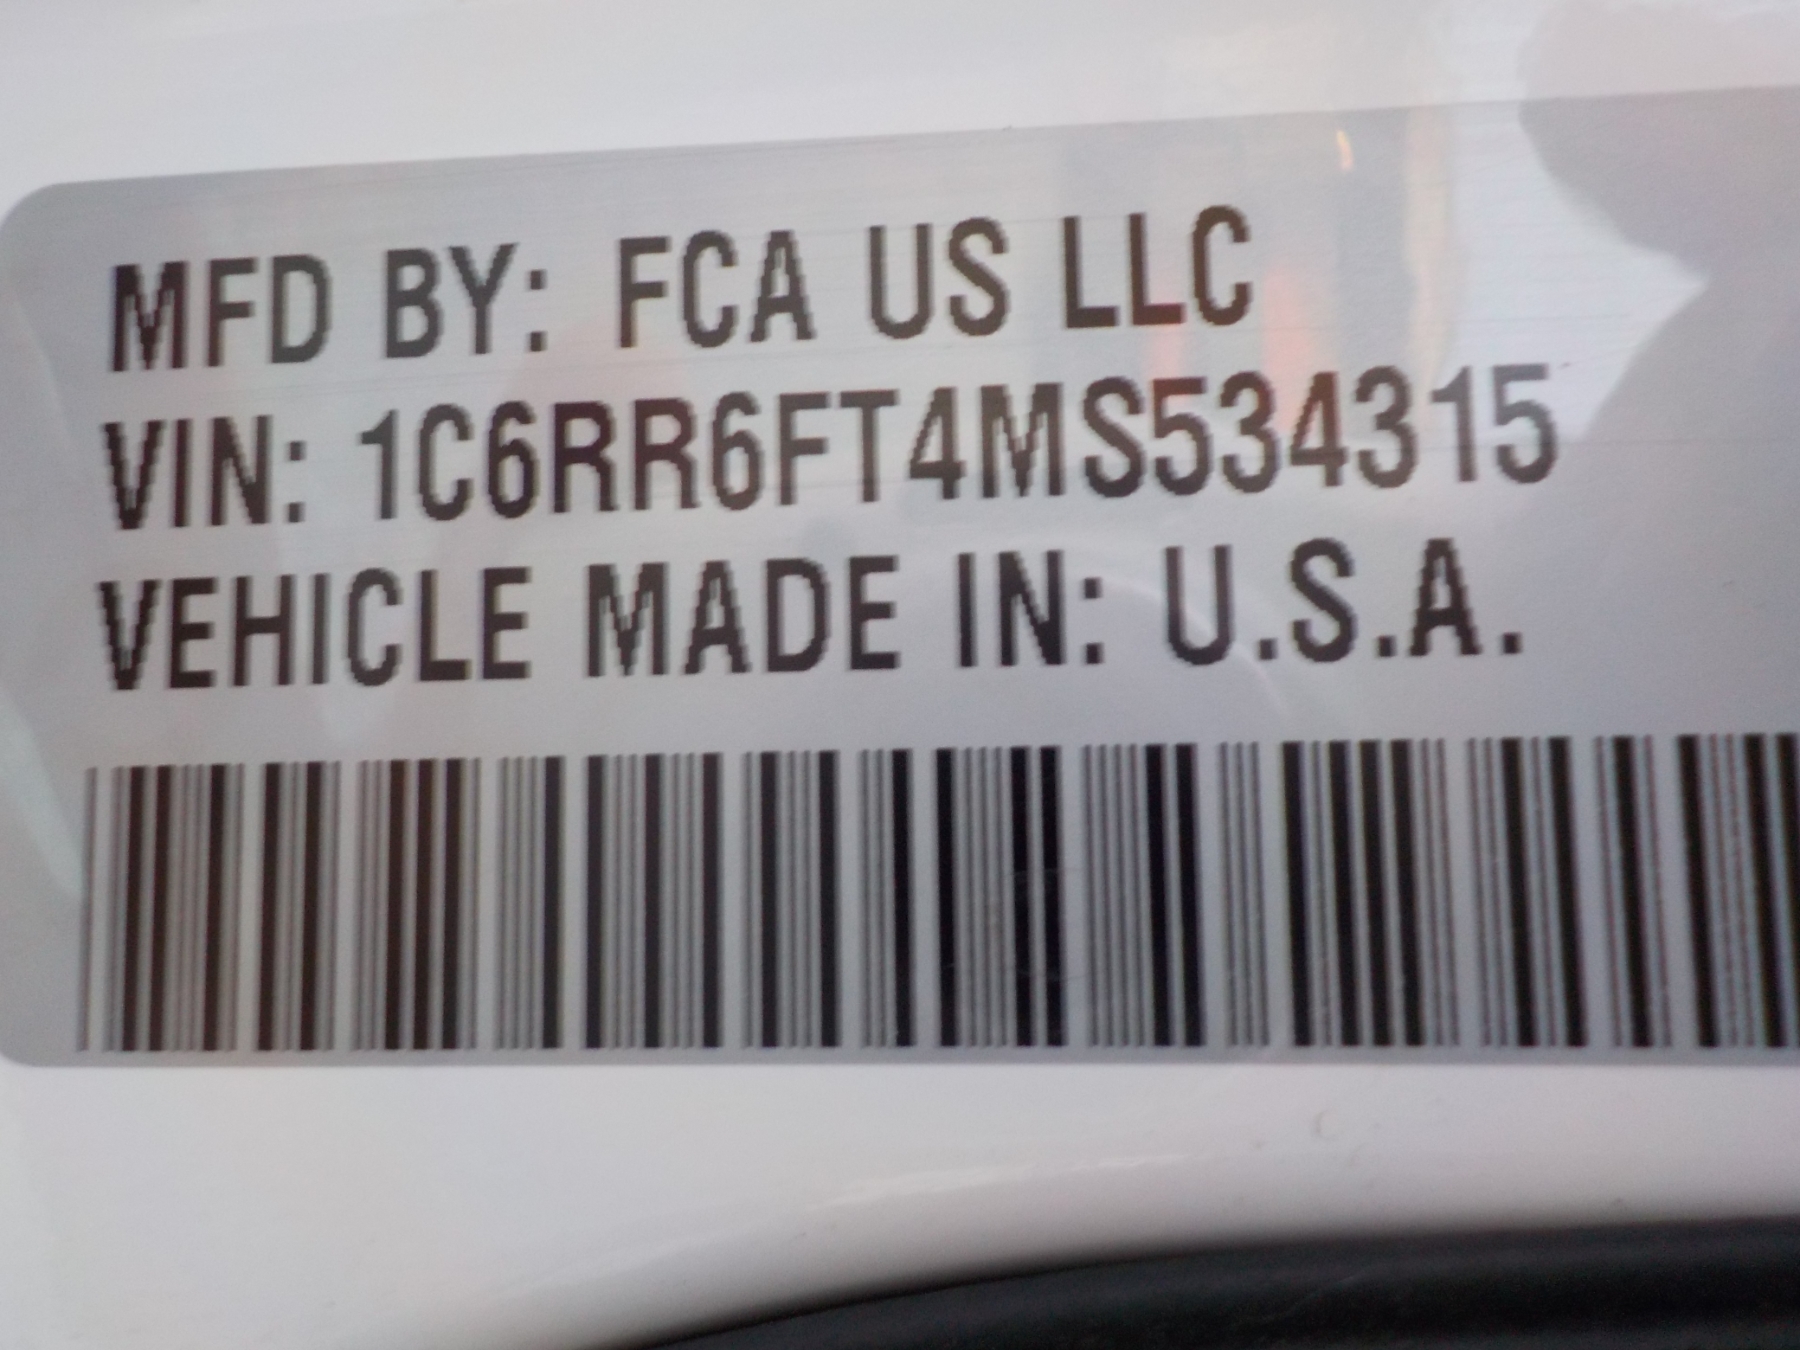 MFD BY: FCA US LLC
VIN: 1C6RR6FT4MS534315
VEHICLE MADE IN: U.S.A.